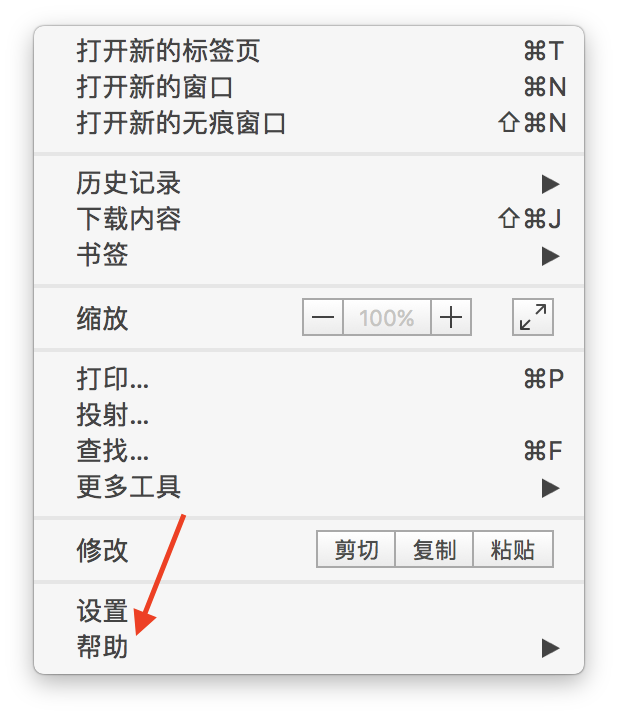 打开新的标签页 ⌘T
打开新的窗口 ⌘N
打开新的无痕窗口 ⇧⌘N
历史记录 ▶
下载内容 ⇧⌘J
书签 ▶
缩放 — 100% +
打印... ⌘P
投射...
查找... ⌘F
更多工具 ▶
修改 剪切 复制 粘贴
设置
帮助 ▶